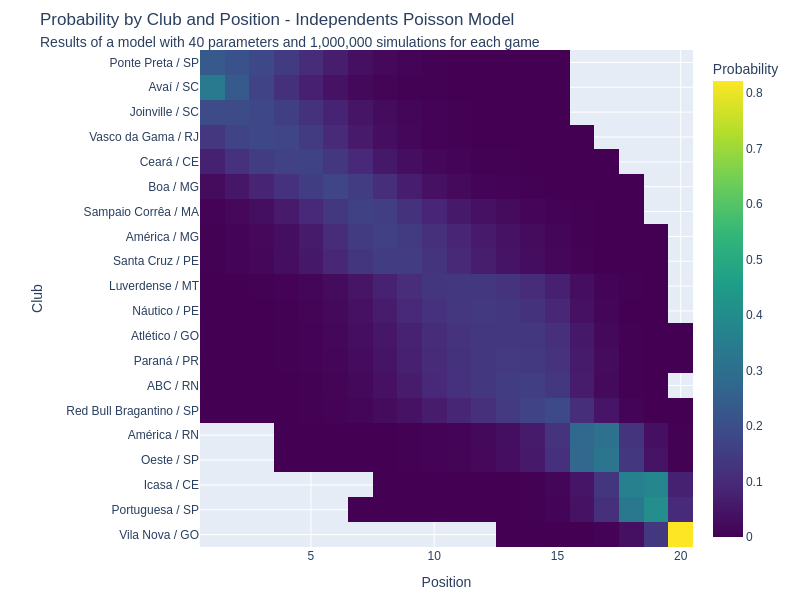 Probability by Club and Position - Independents Poisson Model
Results of a model with 40 parameters and 1,000,000 simulations for each game
Probability
Ponte Preta / SP
Avaí / SC
Joinville / SC
Vasco da Gama / RJ
Ceará / CE
Boa / MG
Sampaio Corrêa / MA
América / MG
Santa Cruz / PE
Luverdense / MT
Náutico / PE
Atlético / GO
Paraná / PR
ABC / RN
Red Bull Bragantino / SP
América / RN
Oeste / SP
Icasa / CE
Portuguesa / SP
Vila Nova / GO
Club
5
10
15
20
Position
0.8
0.7
0.6
0.5
0.4
0.3
0.2
0.1
0